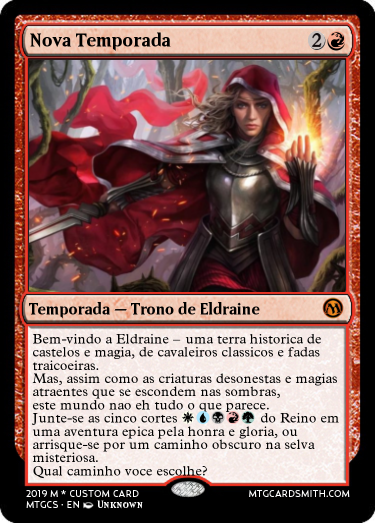 Nova Temporada 2
Temporada — Trono de Eldraine
Bem-vindo a Eldraine – uma terra historica de
castelos e magia, de cavaleiros classicos e fadas
traicoeiras.
Mas, assim como as criaturas desonestas e magias
atraentes que se escondem nas sombras,
este mundo nao eh tudo o que parece.
Junte-se as cinco cortes do Reino em
uma aventura epica pela honra e gloria, ou
arrisque-se por um caminho obscuro na selva
misteriosa.
Qual caminho voce escolhe?
2019 M * CUSTOM CARD
MTGCS · EN Unknown
MTGCARDSMITH.COM